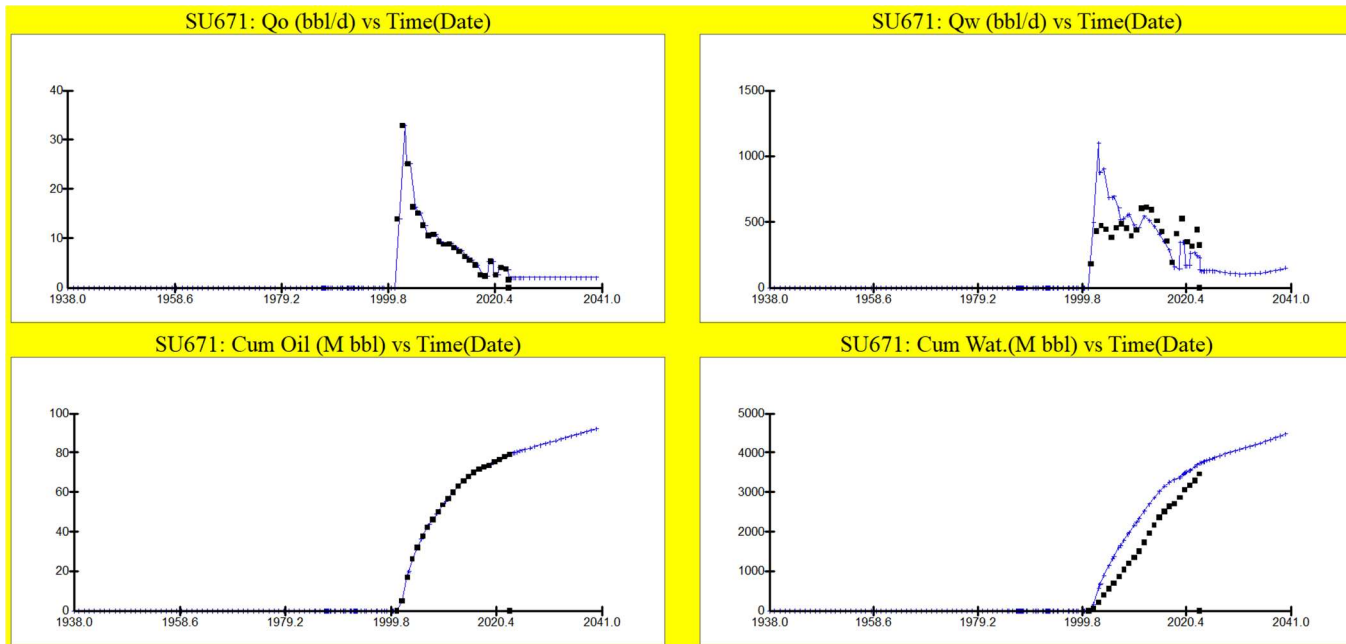 SU671: Qo (bbl/d) vs Time(Date)
40
30
20
10
0
1938.0 1958.6 1979.2 1999.8 2020.4 2041.0
SU671: Qw (bbl/d) vs Time(Date)
1500
1000
500
0
1938.0 1958.6 1979.2 1999.8 2020.4 2041.0
SU671: Cum Oil (M bbl) vs Time(Date)
100
80
60
40
20
0
1938.0 1958.6 1979.2 1999.8 2020.4 2041.0
SU671: Cum Wat.(M bbl) vs Time(Date)
5000
4000
3000
2000
1000
0
1938.0 1958.6 1979.2 1999.8 2020.4 2041.0